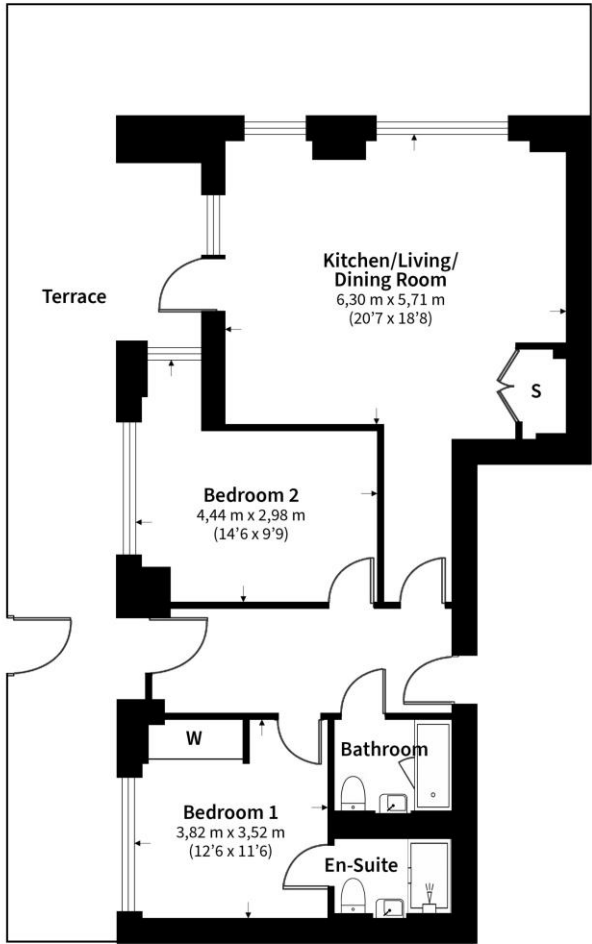 Kitchen/Living/
Dining Room
6,30 m x 5,71 m
(20'7 x 18'8)
Terrace
S
Bedroom 2
4,44 m x 2,98 m
(14'6 x 9'9)
W
Bathroom
Bedroom 1
3,82 m x 3,52 m
(12'6 x 11'6)
En-Suite